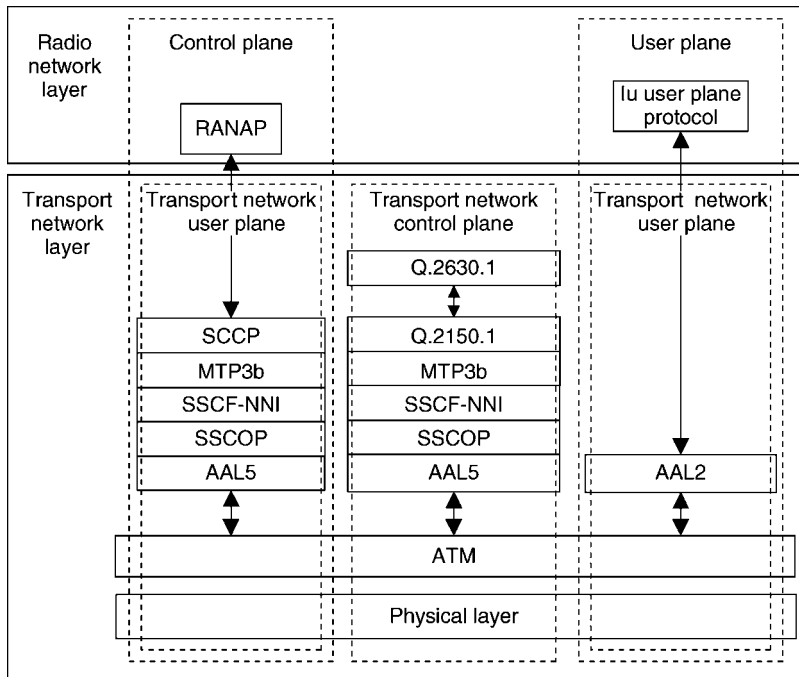 Radio
network
layer
Control plane
User plane
RANAP
Iu user plane
protocol
Transport
network
layer
Transport network
user plane
Transport network
control plane
Transport network
user plane
Q.2630.1
SCCP
MTP3b
SSCF-NNI
SSCOP
AAL5
Q.2150.1
MTP3b
SSCF-NNI
SSCOP
AAL5
AAL2
ATM
Physical layer